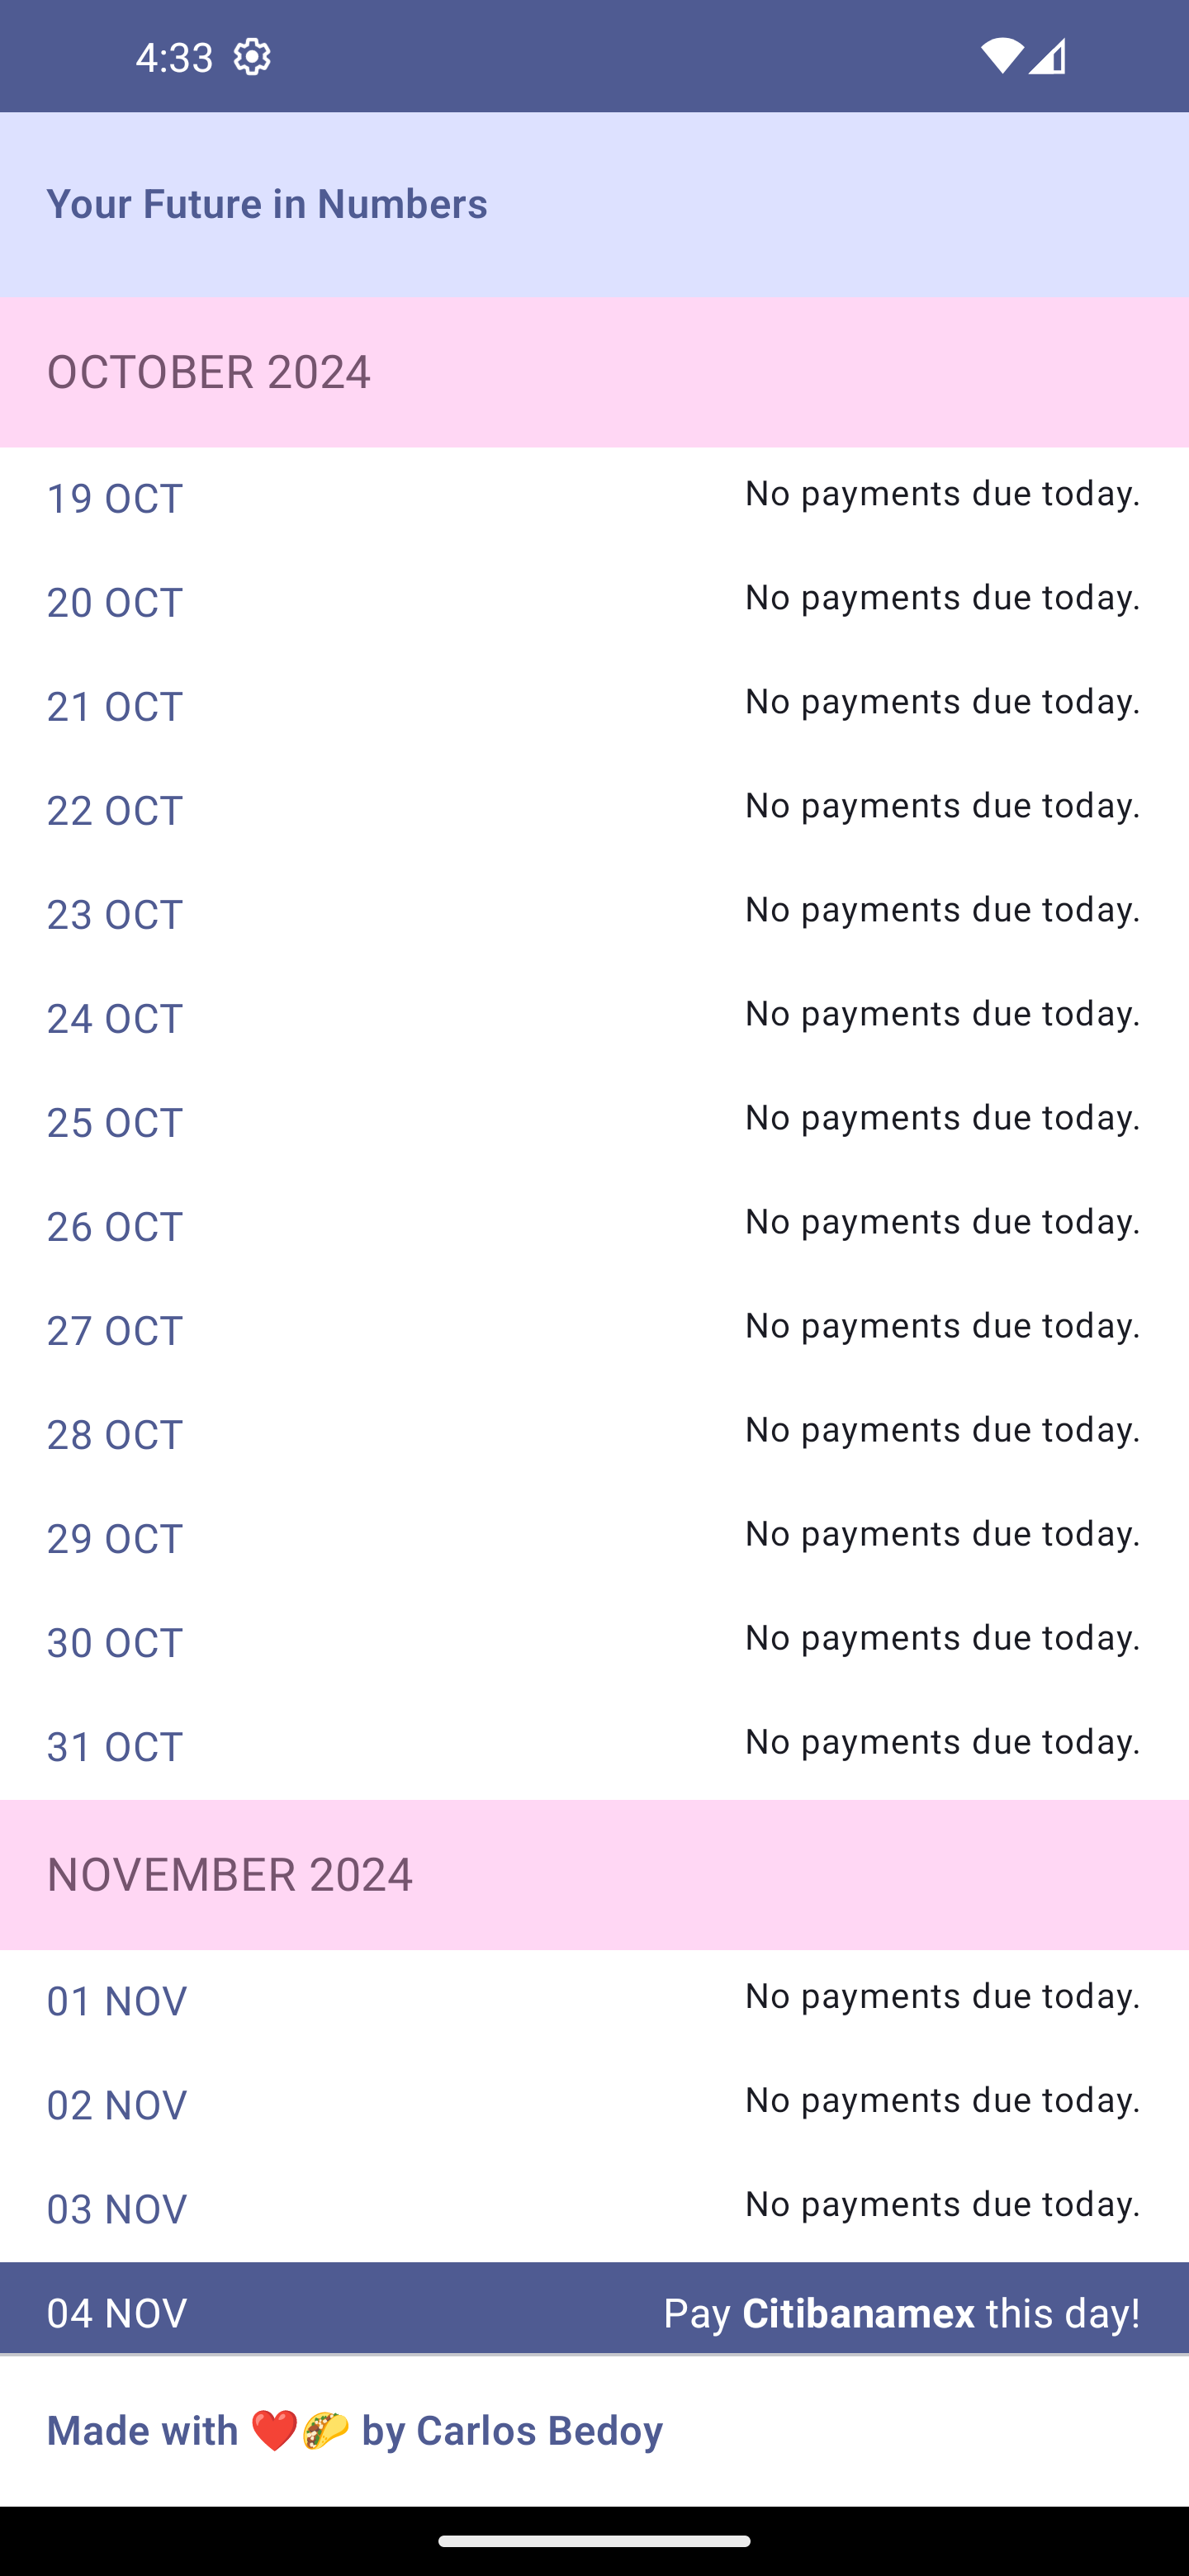 4:33
Your Future in Numbers
OCTOBER 2024
19 OCT No payments due today.
20 OCT No payments due today.
21 OCT No payments due today.
22 OCT No payments due today.
23 OCT No payments due today.
24 OCT No payments due today.
25 OCT No payments due today.
26 OCT No payments due today.
27 OCT No payments due today.
28 OCT No payments due today.
29 OCT No payments due today.
30 OCT No payments due today.
31 OCT No payments due today.
NOVEMBER 2024
01 NOV No payments due today.
02 NOV No payments due today.
03 NOV No payments due today.
04 NOV Pay Citibanamex this day!
Made with ❤️🌮 by Carlos Bedoy